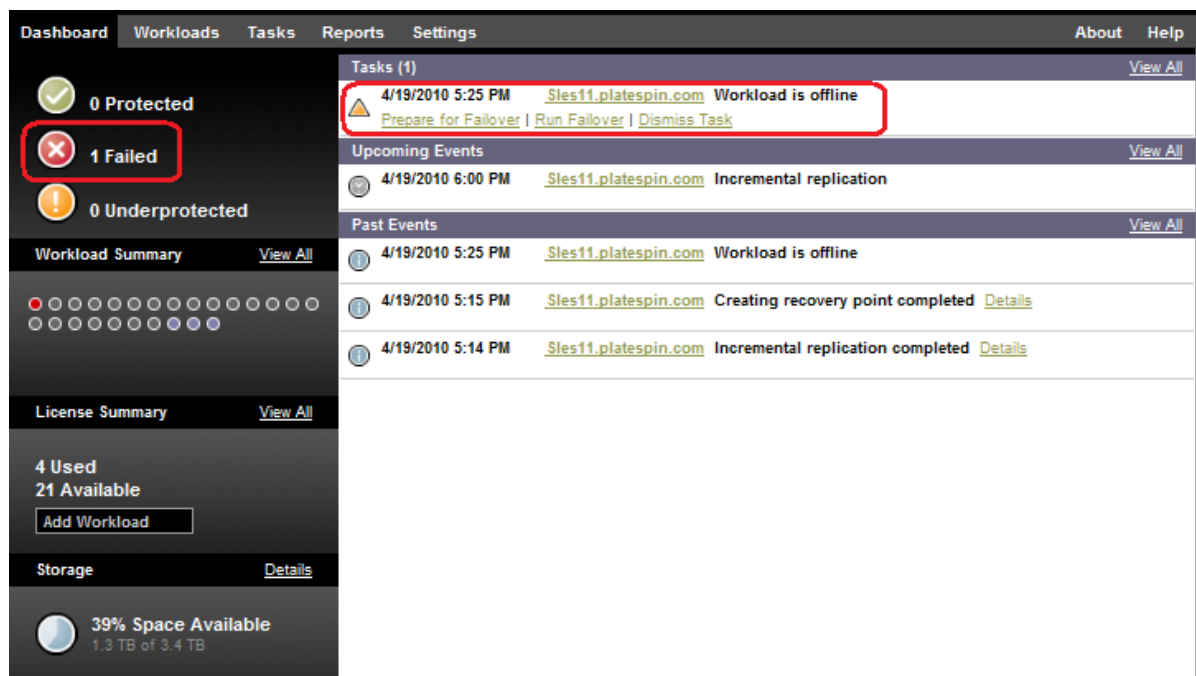 Dashboard Workloads Tasks Reports Settings About Help
0 Protected
1 Failed
0 Underprotected
Workload Summary View All
License Summary View All
4 Used
21 Available
Add Workload
Storage Details
39% Space Available
1.3 TB of 3.4 TB
Tasks (1) View All
4/19/2010 5:25 PM Sles11.platespin.com Workload is offline
Prepare for Failover | Run Failover | Dismiss Task
Upcoming Events View All
4/19/2010 6:00 PM Sles11.platespin.com Incremental replication
Past Events View All
4/19/2010 5:25 PM Sles11.platespin.com Workload is offline
4/19/2010 5:15 PM Sles11.platespin.com Creating recovery point completed Details
4/19/2010 5:14 PM Sles11.platespin.com Incremental replication completed Details